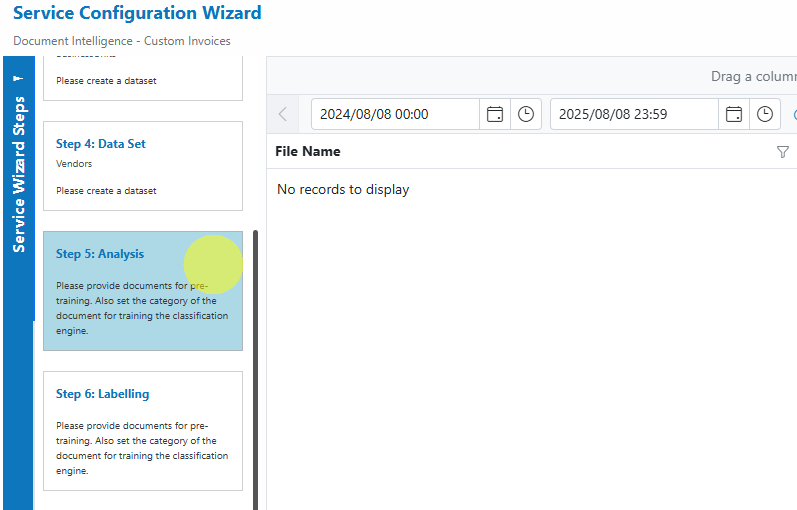 Service Configuration Wizard
Document Intelligence - Custom Invoices
Service Wizard Steps
Please create a dataset
Step 4: Data Set
Vendors
Please create a dataset
Step 5: Analysis
Please provide documents for pre-
training. Also set the category of the
document for training the classification
engine.
Step 6: Labelling
Please provide documents for pre-
training. Also set the category of the
document for training the classification
engine.
Drag a colum
2024/08/08 00:00
2025/08/08 23:59
File Name
No records to display